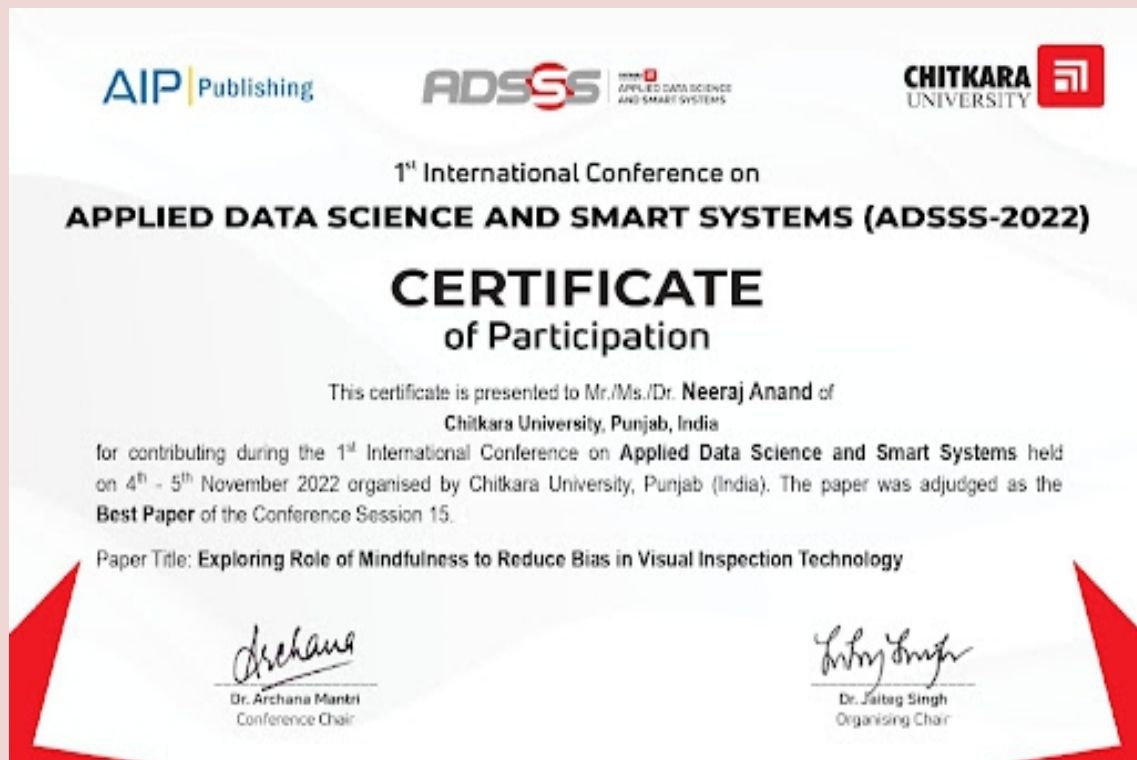 AIP Publishing
ADSSS
APPLIED DATA SCIENCE
AND SMART SYSTEMS
CHITKARA
UNIVERSITY
1st International Conference on
APPLIED DATA SCIENCE AND SMART SYSTEMS (ADSSS-2022)
CERTIFICATE
of Participation
This certificate is presented to Mr./Ms./Dr. Neeraj Anand of
Chitkara University, Punjab, India
for contributing during the 1st International Conference on Applied Data Science and Smart Systems held
on 4th - 5th November 2022 organised by Chitkara University, Punjab (India). The paper was adjudged as the
Best Paper of the Conference Session 15.
Paper Title: Exploring Role of Mindfulness to Reduce Bias in Visual Inspection Technology
Archana
Dr. Archana Mantri
Conference Chair
Dr. Jaiteg Singh
Organising Chair